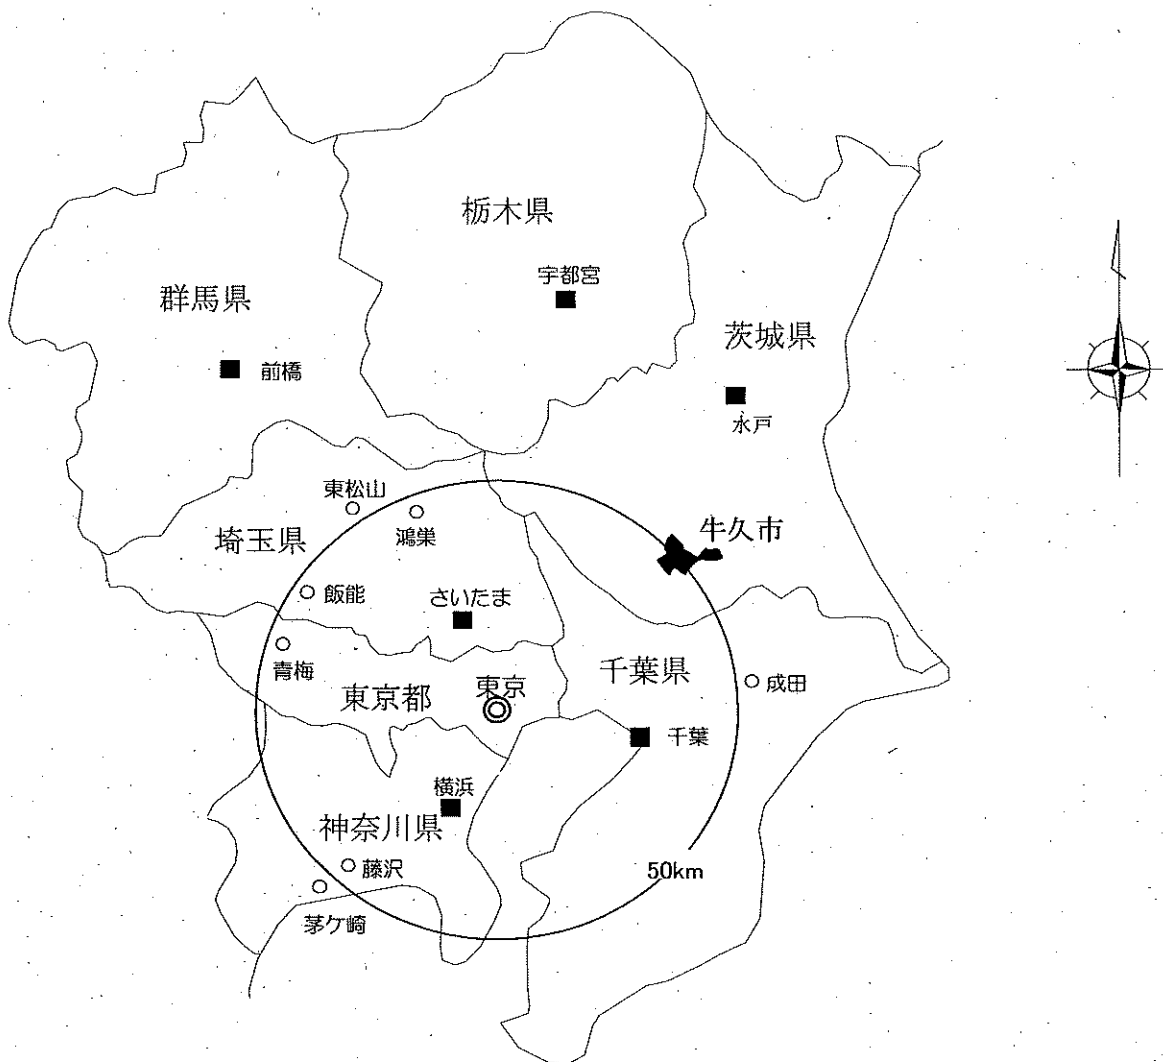 栃木県
宇都宮
群馬県
前橋
茨城県
水戸
東松山
鴻巣
埼玉県
牛久市
飯能
さいたま
青梅
東京都
東京
千葉県
成田
千葉
横浜
神奈川県
藤沢
50km
茅ケ崎